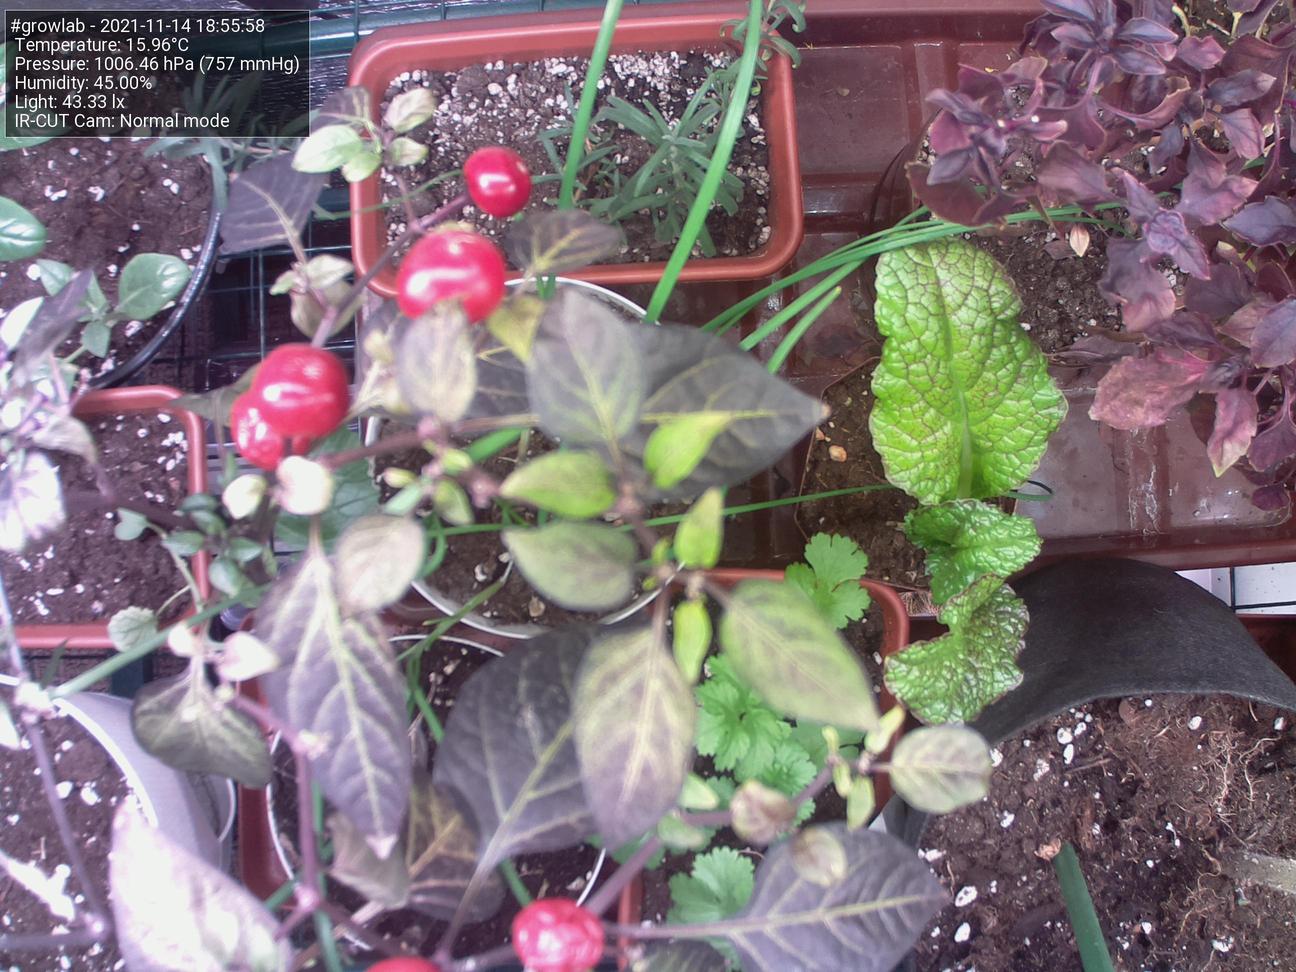 #growlab - 2021-11-14 18:55:58
Temperature: 15.96°C
Pressure: 1006.46 hPa (757 mmHg)
Humidity: 45.00%
Light: 43.33 lx
IR-CUT Cam: Normal mode